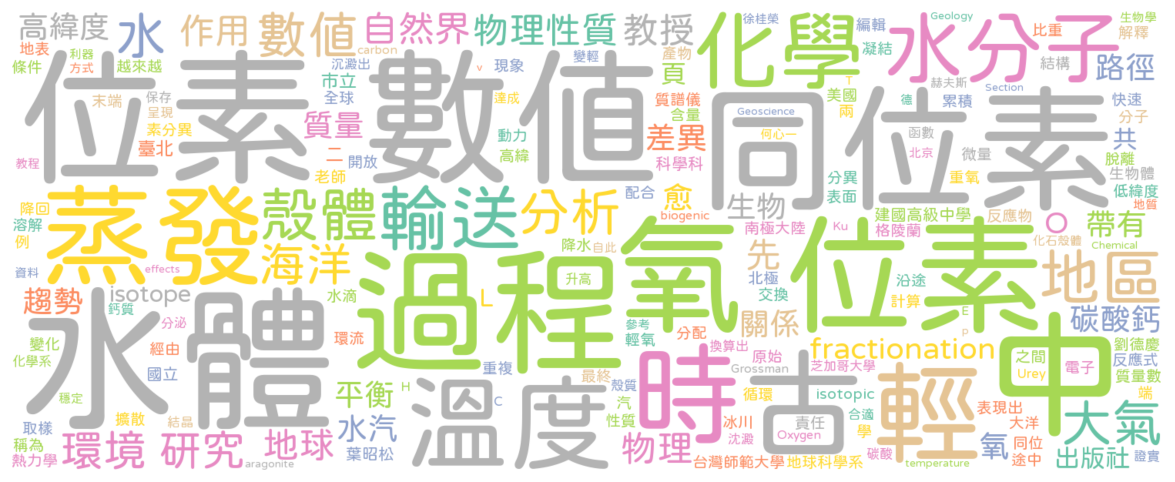 高緯度 水 作用 數值 自然界 物理性質 教授 化學 水分子
徐桂榮 編輯 Geology 比重 生物學 解釋
地表 利器 條件 方式 越來越 沉澱出 carbon 變輕 現象 產物 頁 凝結 結構 路徑
位素 數值 同位素
末端 保存 呈現 市立 全球 v 達成 質譜儀 含量 T 美國 兩 赫夫斯 德 累積 Section 快速
素分異 質量 動力 差異 Geoscience 何心一 函數 微量 共 分子
教程 臺北 二 開放 老師 高緯 科學科 北京 重氧 脫離 生物體
蒸發 殼體 輸送 分析 愈 配合 生物 分異 表面 低緯度 地質
降回 溶解 例 biogenic 南極大陸 Ku 建國高級中學 格陵蘭 反應物 O 帶有
海洋 降水 自此 過程 氧 位素 先 北極 交換 沿途 計算 化石殼體 Chemical 地區
資料 effects 升高
趨勢 水體 isotope 鈣質 水滴 L 關係 E p 碳酸鈣
變化 分泌 環流 參考 輕氧 分配 fractionation 之間 劉德慶
化學系 經由 國立 重複 時 換算出 原始 芝加哥大學 Urey 電子 反應式
穩定 擴散 平衡 H 溫度 最終 殼質 Grossman 古 循環 isotopic 輕 中 質量數
取樣 結晶 水汽 C 汽 性質 冰川 責任 合適 學 表現出 端 大氣
稱為 環境 研究 地球 物理 沉澱 Oxygen 氧 大洋 同位
熱力學 aragonite 葉昭松 台灣師範大學 地球科學系 碳酸 temperature 途中 出版社 證實